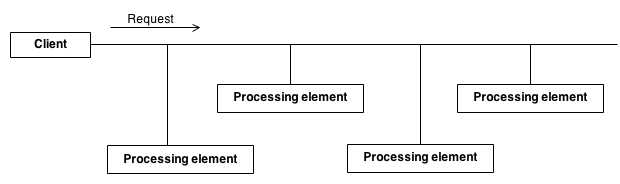 Request
Client
Processing element
Processing element
Processing element
Processing element